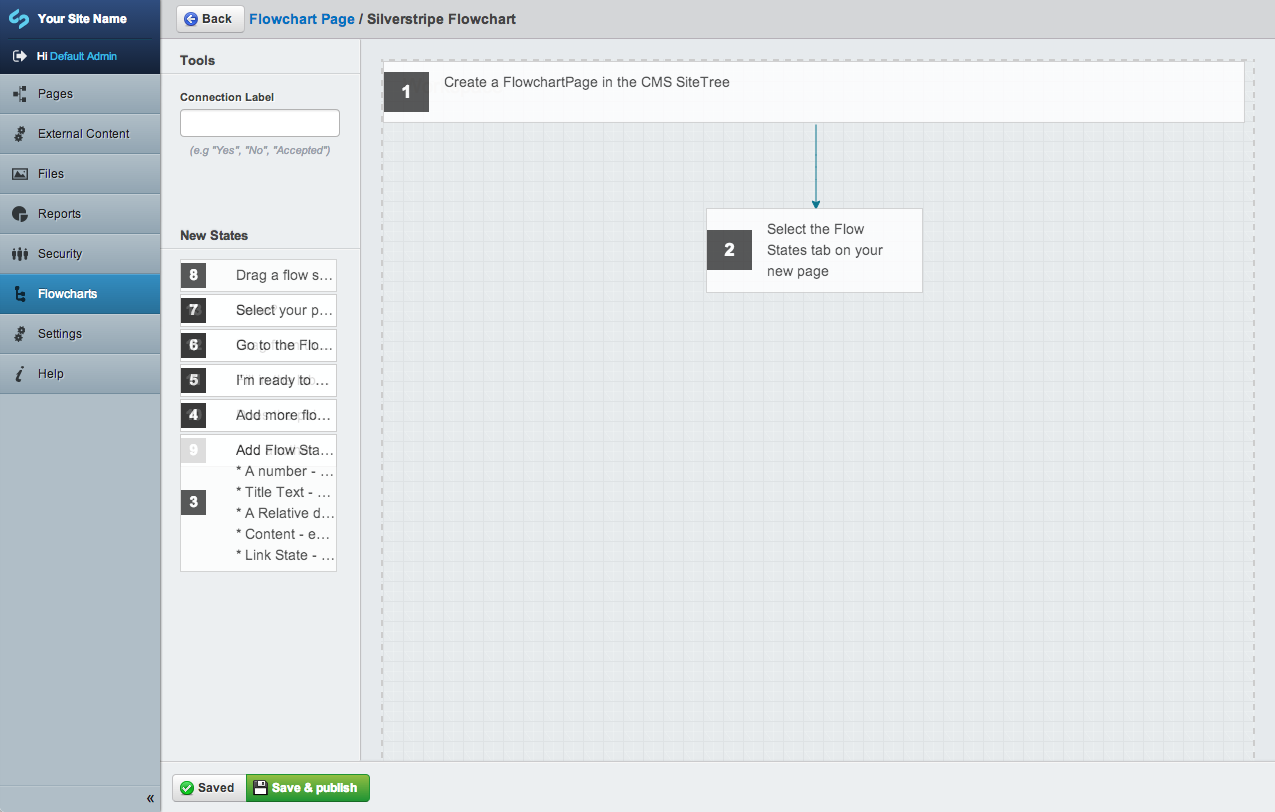 Your Site Name
Hi Default Admin
Pages
External Content
Files
Reports
Security
Flowcharts
Settings
Help
«
Back
Flowchart Page / Silverstripe Flowchart
Tools
Connection Label
(e.g "Yes", "No", "Accepted")
New States
8 Drag a flow s...
7 Select your p...
6 Go to the Flo...
5 I'm ready to ...
4 Add more flo...
9 Add Flow Sta...
* A number - ...
* Title Text - ...
3 * A Relative d...
* Content - e...
* Link State - ...
1 Create a FlowchartPage in the CMS SiteTree
2 Select the Flow
States tab on your
new page
Saved
Save & publish